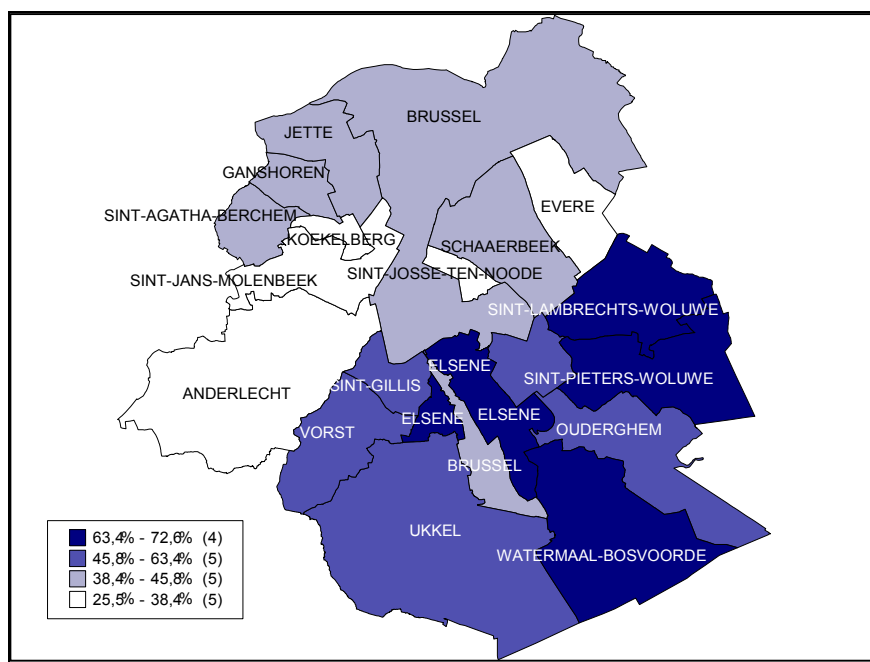 BRUSSEL
JETTE
GANSHOREN
EVERE
SINT-AGATHA-BERCHEM
KOEKELBERG
SCHAAERBEEK
SINT-JANS-MOLENBEEK
SINT-JOSSE-TEN-NOODE
SINT-LAMBRECHTS-WOLUWE
ELSENE
SINT-PIETERS-WOLUWE
SINT-GILLIS
ANDERLECHT
ELSENE
ELSENE
VORST
OUDERGHEM
BRUSSEL
UKKEL
WATERMAAL-BOSVOORDE
63,4% - 72,6% (4)
45,8% - 63,4% (5)
38,4% - 45,8% (5)
25,5% - 38,4% (5)